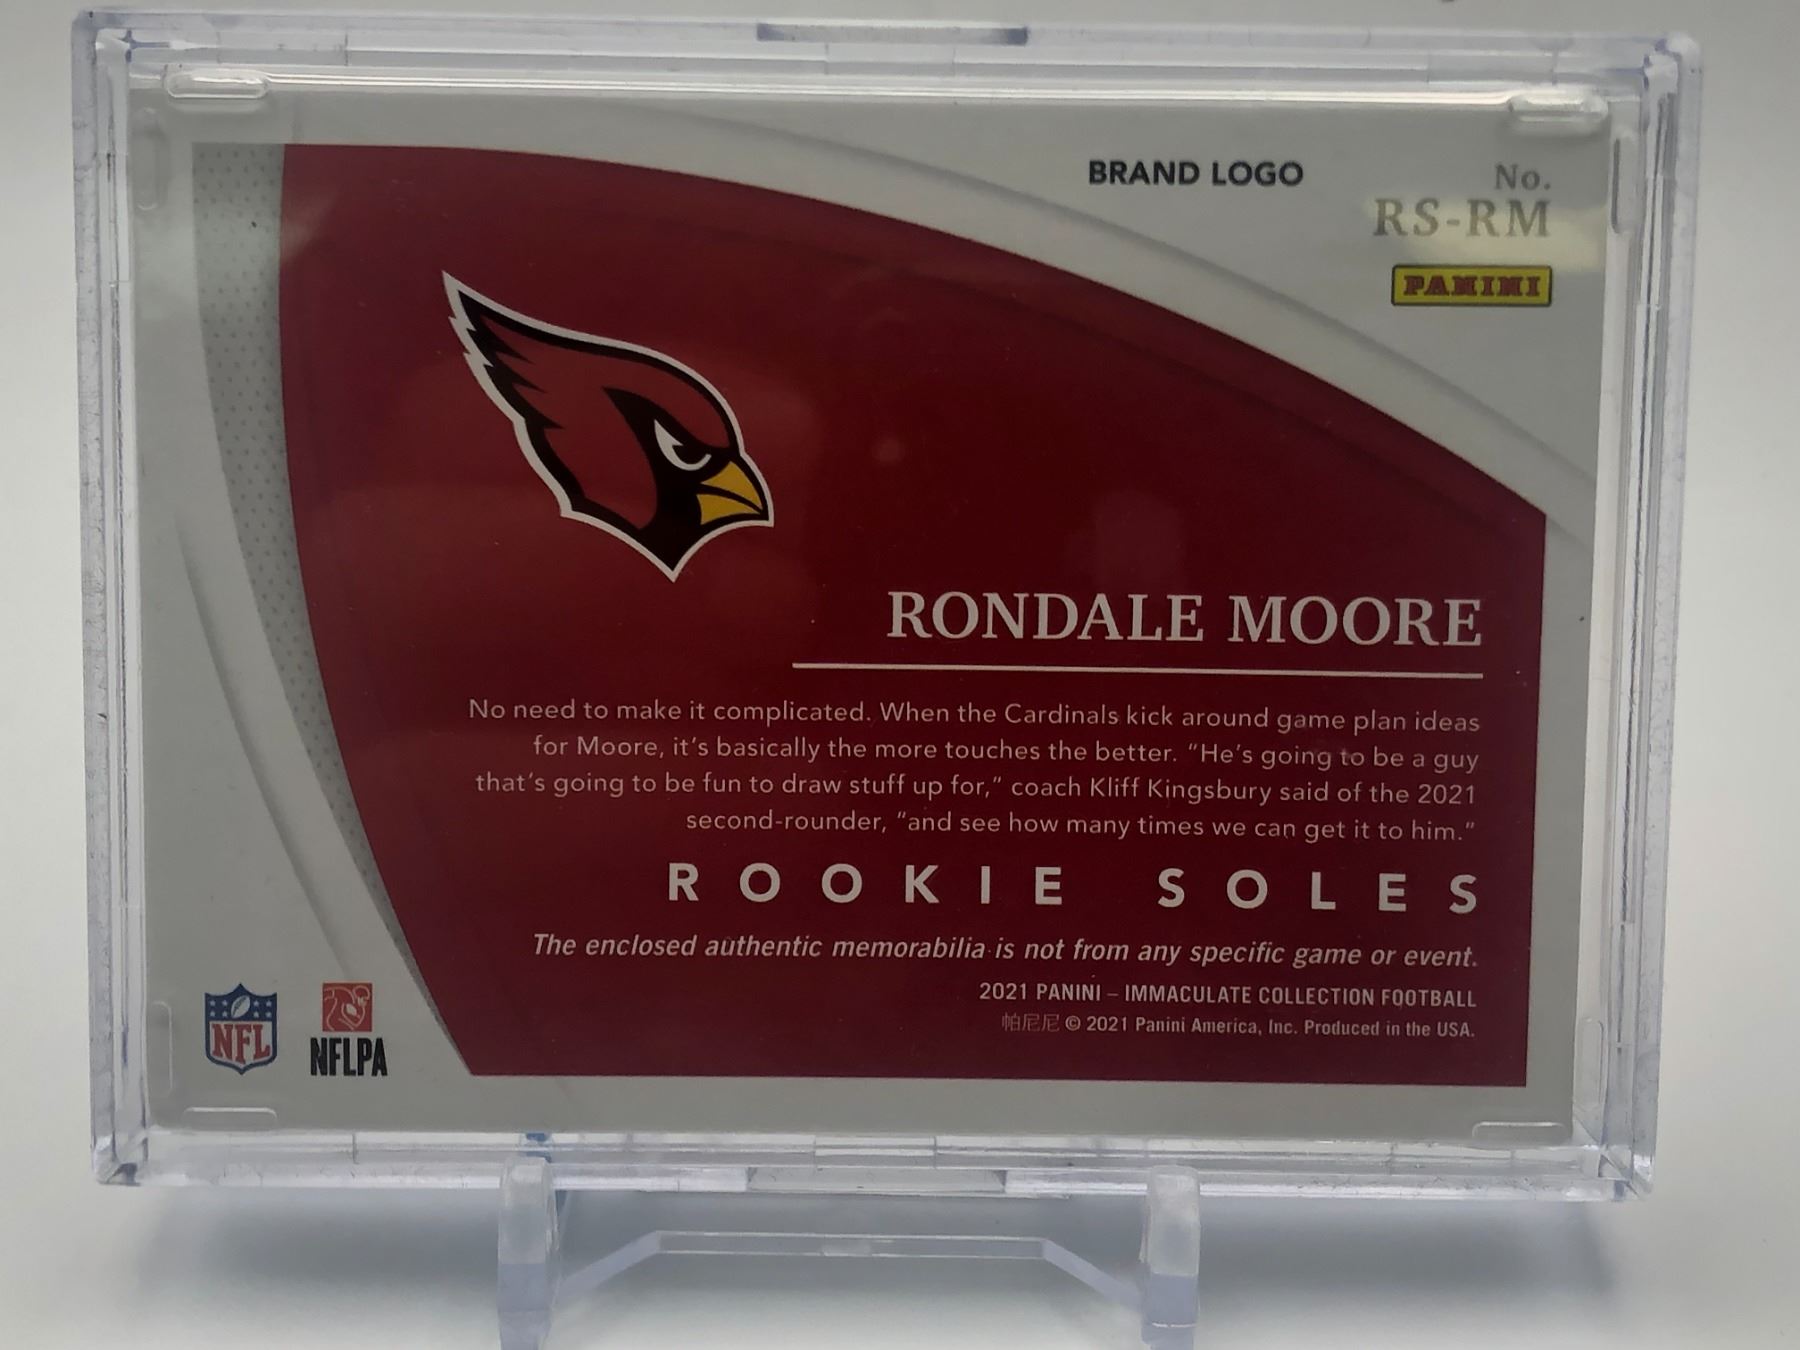 BRAND LOGO
No.
RS-RM
PANINI
RONDALE MOORE
No need to make it complicated. When the Cardinals kick around game plan ideas
for Moore, it's basically the more touches the better. "He's going to be a guy
that's going to be fun to draw stuff up for," coach Kliff Kingsbury said of the 2021
second-rounder, "and see how many times we can get it to him."
ROOKIE SOLES
The enclosed authentic memorabilia is not from any specific game or event.
2021 PANINI – IMMACULATE COLLECTION FOOTBALL
帕尼尼 © 2021 Panini America, Inc. Produced in the USA.
NFL
NFLPA